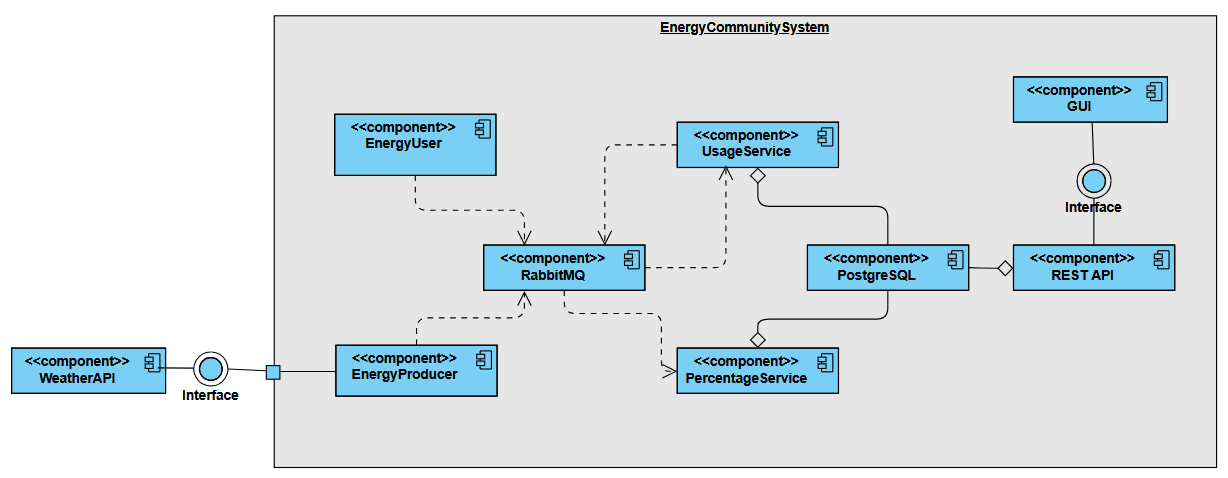 EnergyCommunitySystem
<<component>>
GUI
<<component>>
EnergyUser
<<component>>
UsageService
Interface
<<component>>
RabbitMQ
<<component>>
PostgreSQL
<<component>>
REST API
<<component>>
WeatherAPI
Interface
<<component>>
EnergyProducer
<<component>>
PercentageService